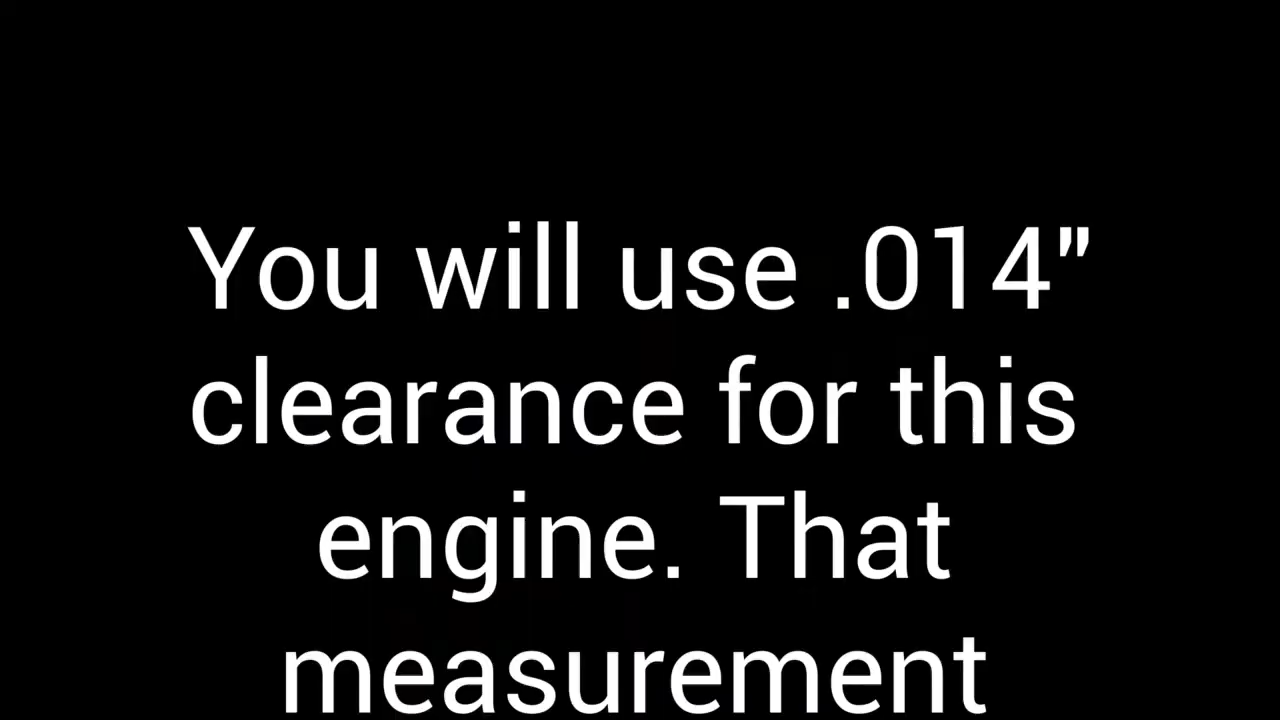 You will use .014"
clearance for this
engine. That
measurement